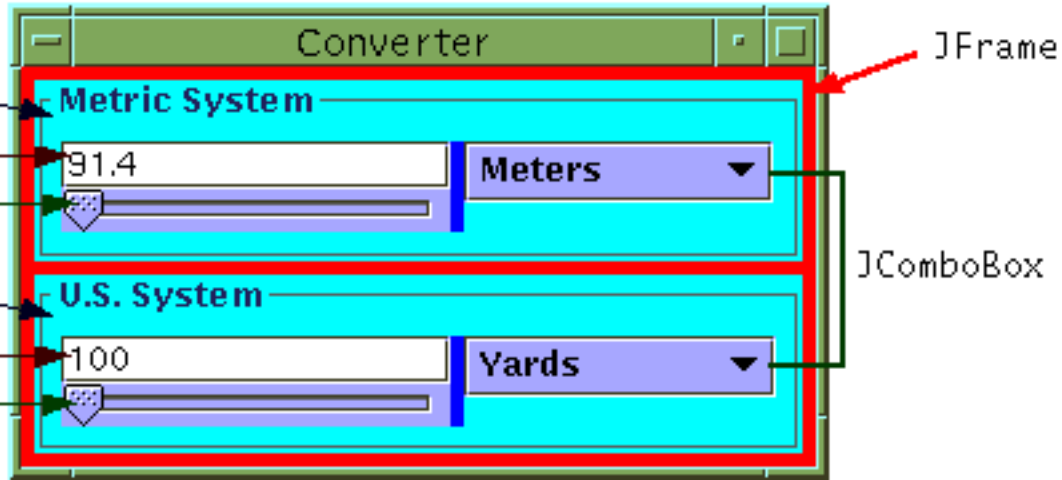 Converter
JFrame
Metric System
91.4
Meters
JComboBox
U.S. System
100
Yards